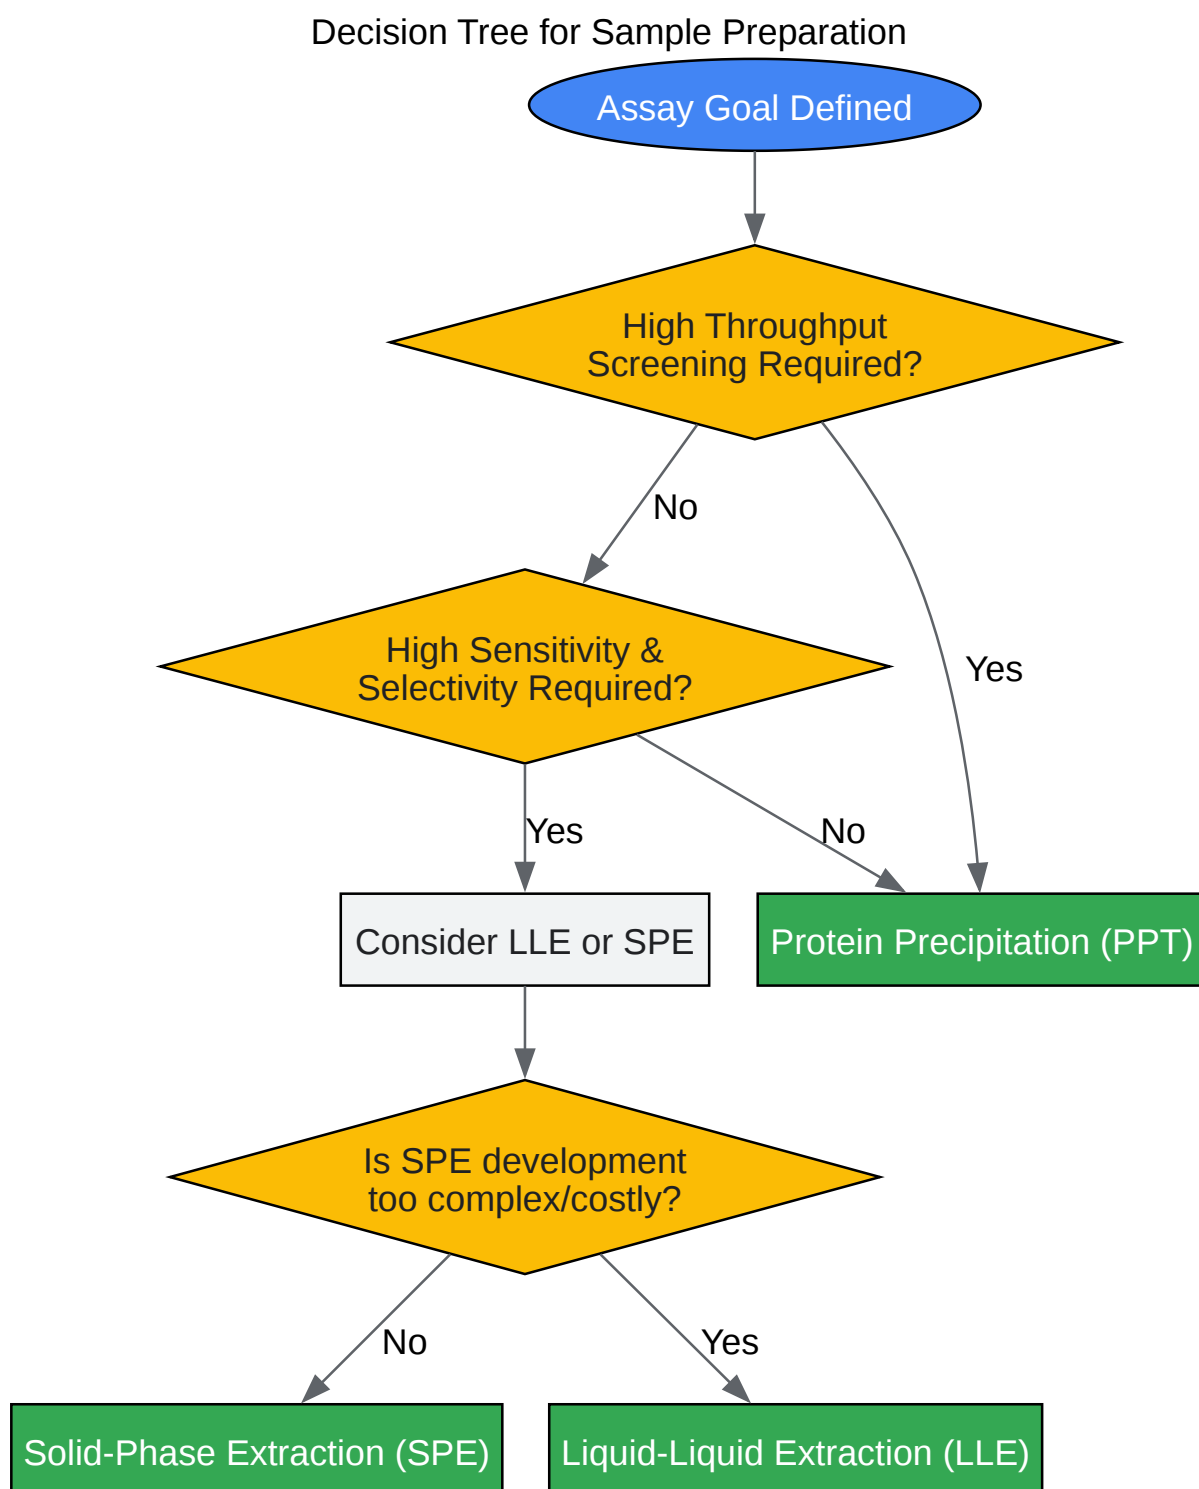 Decision Tree for Sample Preparation
Assay Goal Defined
High Throughput
Screening Required?
No
Yes
High Sensitivity &
Selectivity Required?
Yes
No
Consider LLE or SPE
Protein Precipitation (PPT)
Is SPE development
too complex/costly?
No
Yes
Solid-Phase Extraction (SPE)
Liquid-Liquid Extraction (LLE)